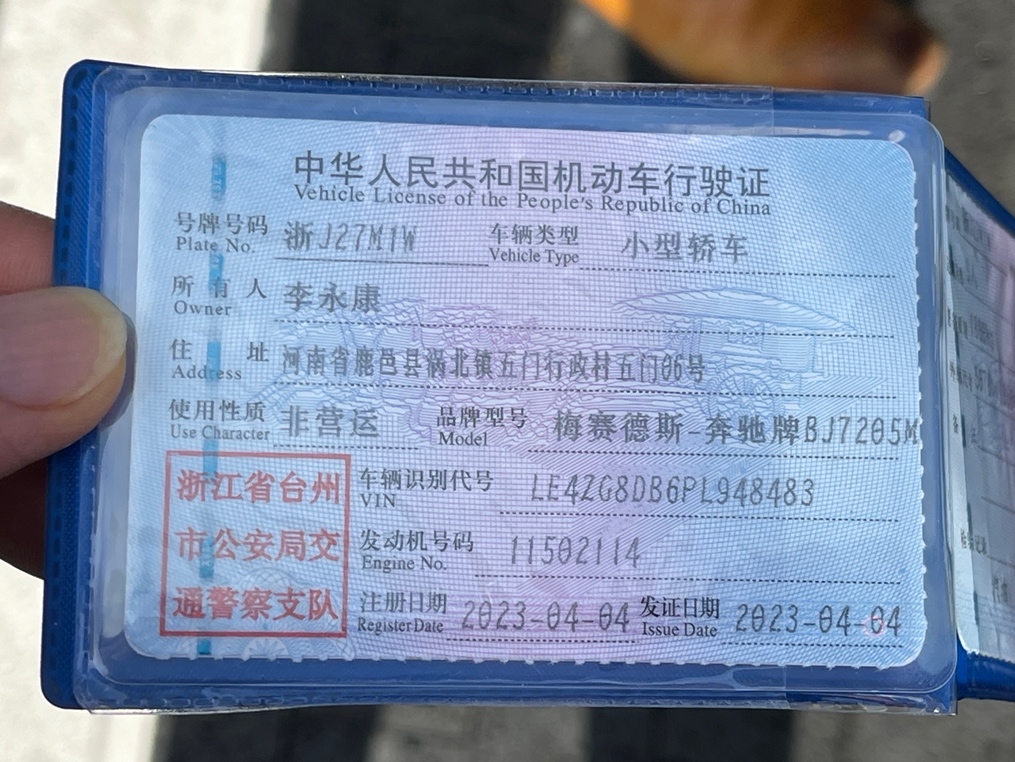 中华人民共和国机动车行驶证
Vehicle License of the People's Republic of China
号牌号码 浙J27M1W 车辆类型 小型轿车
Plate No. Vehicle Type
所有人 李永康
Owner
住址 河南省鹿邑县涡北镇五门行政村五门06号
Address
使用性质 非营运 品牌型号 梅赛德斯-奔驰牌BJ7205M
Use Character Model
浙江省台州 车辆识别代号 LE4ZG8DB6PL948483
VIN
市公安局交 发动机号码 11502114
Engine No.
通警察支队 注册日期 2023-04-04 发证日期 2023-04-04
Register Date Issue Date